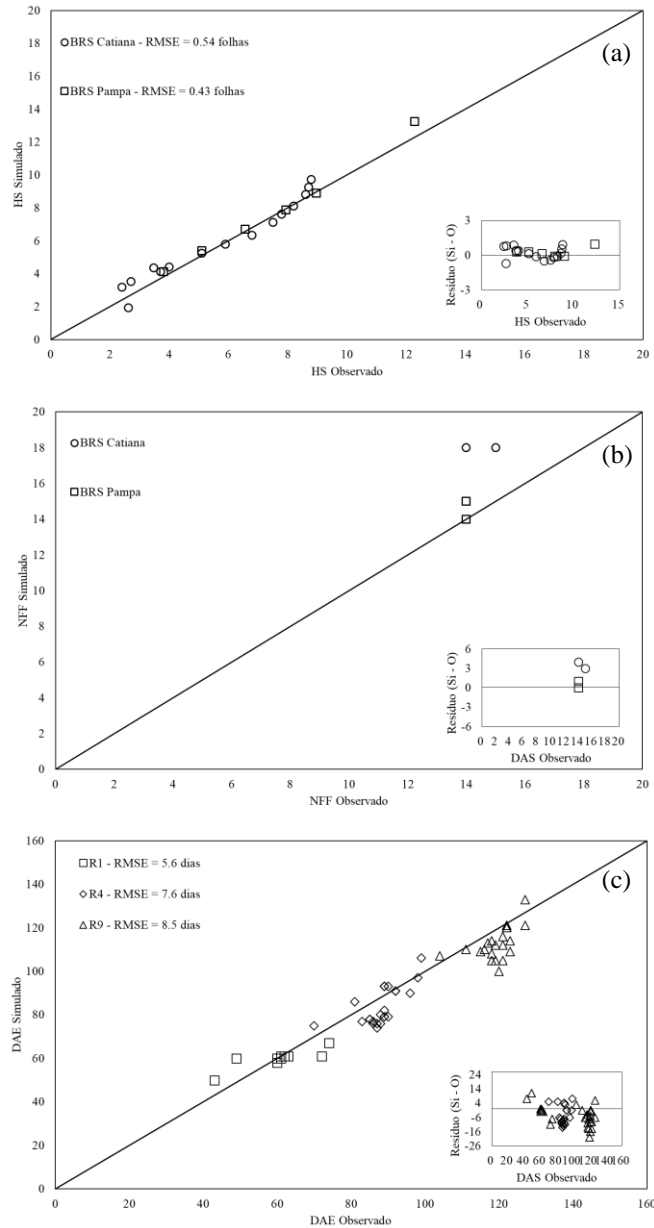 20
18
16
14
12
10
8
6
4
2
0
HS Simulado
BRS Catiana - RMSE = 0.54 folhas
BRS Pampa - RMSE = 0.43 folhas
(a)
3
0
-3
Resíduo (Si - O)
0 5 10 15
HS Observado
0 2 4 6 8 10 12 14 16 18 20
HS Observado
20
18
16
14
12
10
8
6
4
2
0
NFF Simulado
BRS Catiana
BRS Pampa
(b)
6
3
0
-3
-6
Resíduo (Si - O)
0 2 4 6 8 10 12 14 16 18 20
DAS Observado
0 2 4 6 8 10 12 14 16 18 20
NFF Observado
160
140
120
100
80
60
40
20
0
DAE Simulado
R1 - RMSE = 5.6 dias
R4 - RMSE = 7.6 dias
R9 - RMSE = 8.5 dias
(c)
24
14
4
-6
-16
-26
Resíduo (Si - O)
0 20 40 60 80 100 120 140 160
DAS Observado
0 20 40 60 80 100 120 140 160
DAE Observado